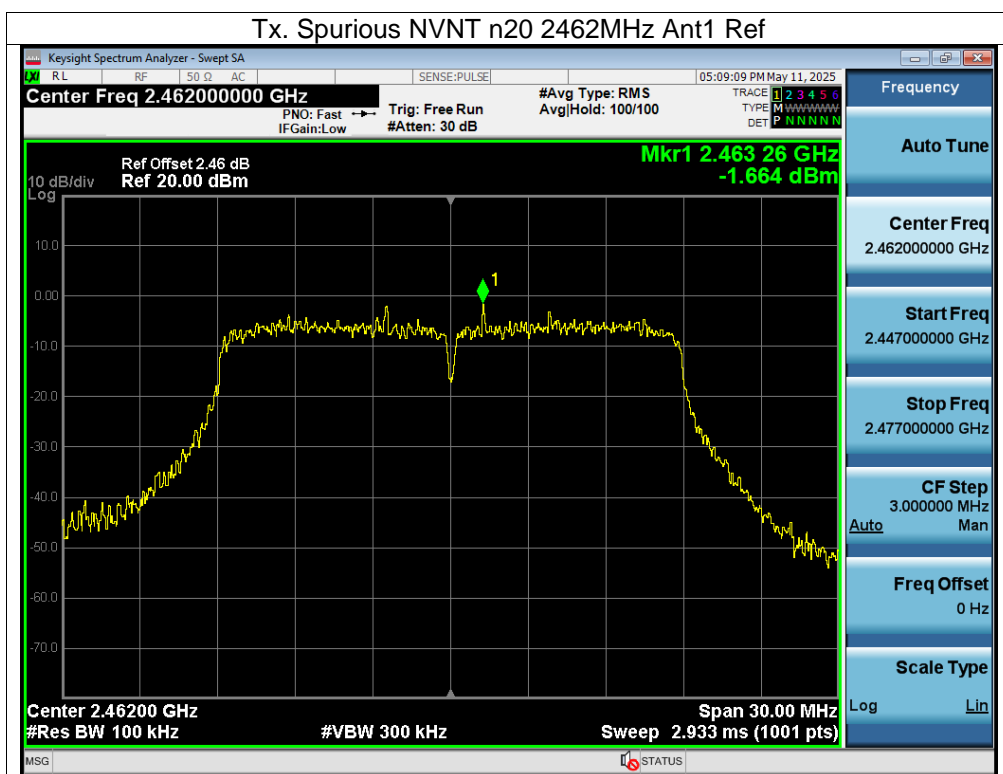 Tx. Spurious NVNT n20 2462MHz Ant1 Ref
Keysight Spectrum Analyzer - Swept SA
LXI RL RF 50 Ω AC SENSE:PULSE 05:09:09 PM May 11, 2025
Center Freq 2.462000000 GHz #Avg Type: RMS TRACE 1 2 3 4 5 6
PNO: Fast Trig: Free Run Avg|Hold: 100/100 TYPE M WWWWW
IFGain:Low #Atten: 30 dB DET P N N N N N
Mkr1 2.463 26 GHz
Ref Offset 2.46 dB
10 dB/div Ref 20.00 dBm -1.664 dBm
Log
1
10.0
0.00
-10.0
-20.0
-30.0
-40.0
-50.0
-60.0
-70.0
Center 2.46200 GHz Span 30.00 MHz
#Res BW 100 kHz #VBW 300 kHz Sweep 2.933 ms (1001 pts)
MSG STATUS
Frequency
Auto Tune
Center Freq
2.462000000 GHz
Start Freq
2.447000000 GHz
Stop Freq
2.477000000 GHz
CF Step
3.000000 MHz
Auto Man
Freq Offset
0 Hz
Scale Type
Log Lin